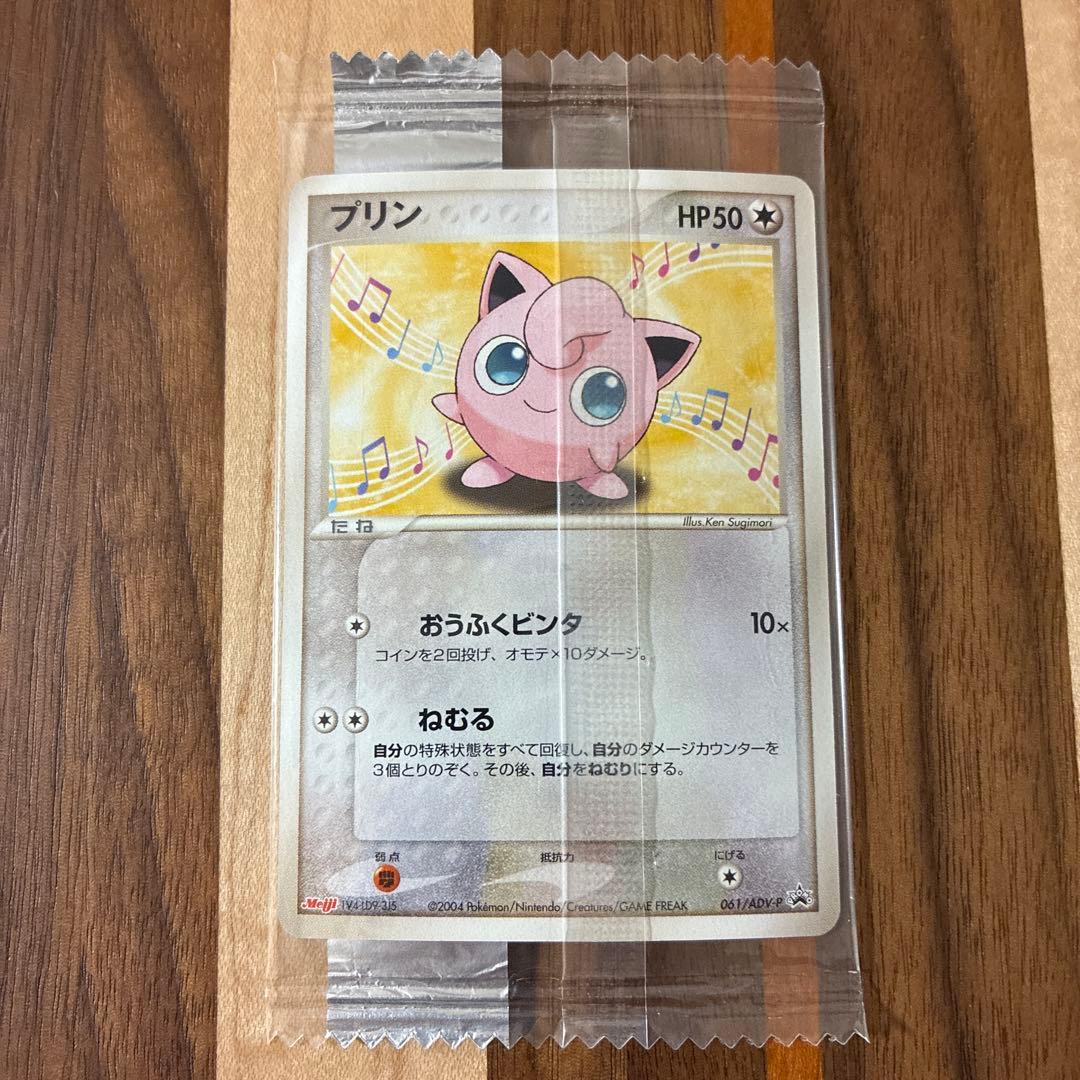 プリン HP50
たね Illus.Ken Sugimori
おうふくビンタ 10×
コインを2回投げ、オモテ×10ダメージ。
ねむる
自分の特殊状態をすべて回復し、自分のダメージカウンターを
3個とりのぞく。その後、自分をねむりにする。
弱点 抵抗力 にげる
Meiji 1V4-1D9-315 ©2004 Pokémon/Nintendo/Creatures/GAME FREAK 061/ADV-P